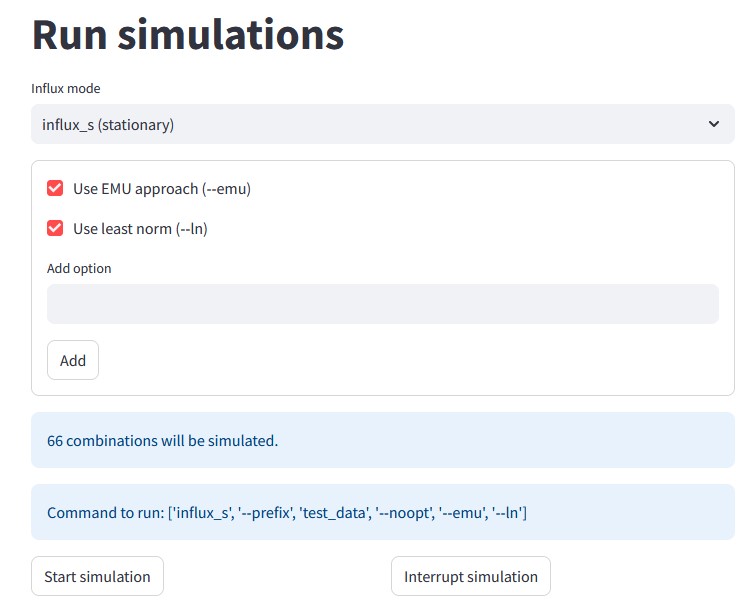 Run simulations
Influx mode
influx_s (stationary)
Use EMU approach (--emu)
Use least norm (--ln)
Add option
Add
66 combinations will be simulated.
Command to run: ['influx_s', '--prefix', 'test_data', '--noopt', '--emu', '--ln']
Start simulation
Interrupt simulation